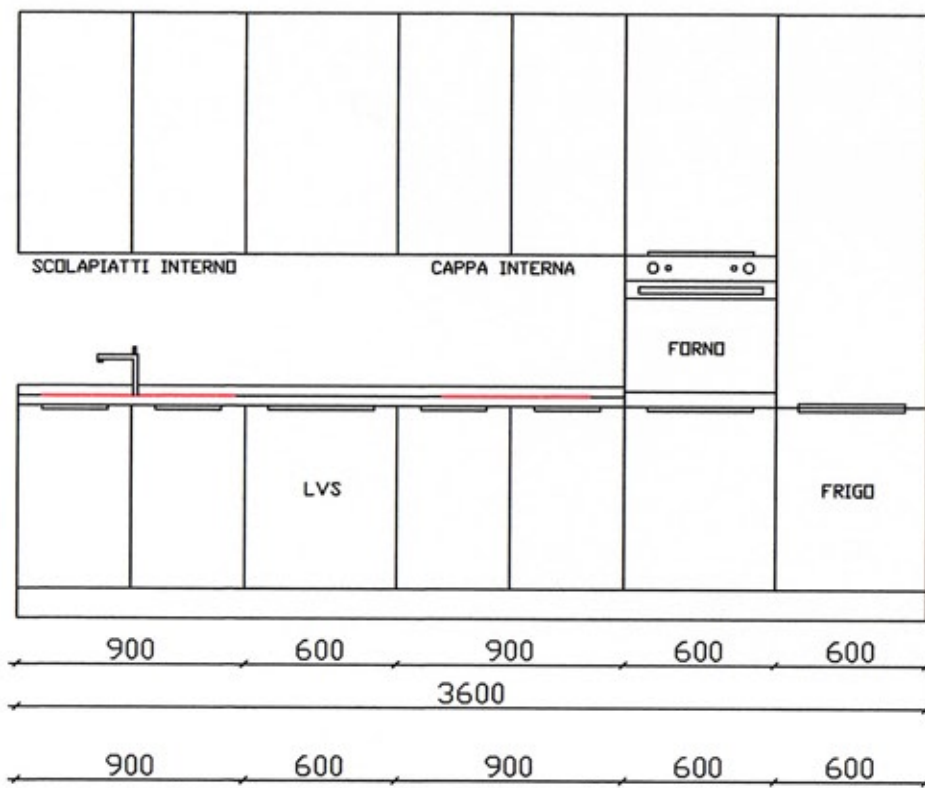 SCOLAPIATTI INTERNO CAPPA INTERNA
FORNO
LVS FRIGO
900 600 900 600 600
3600
900 600 900 600 600